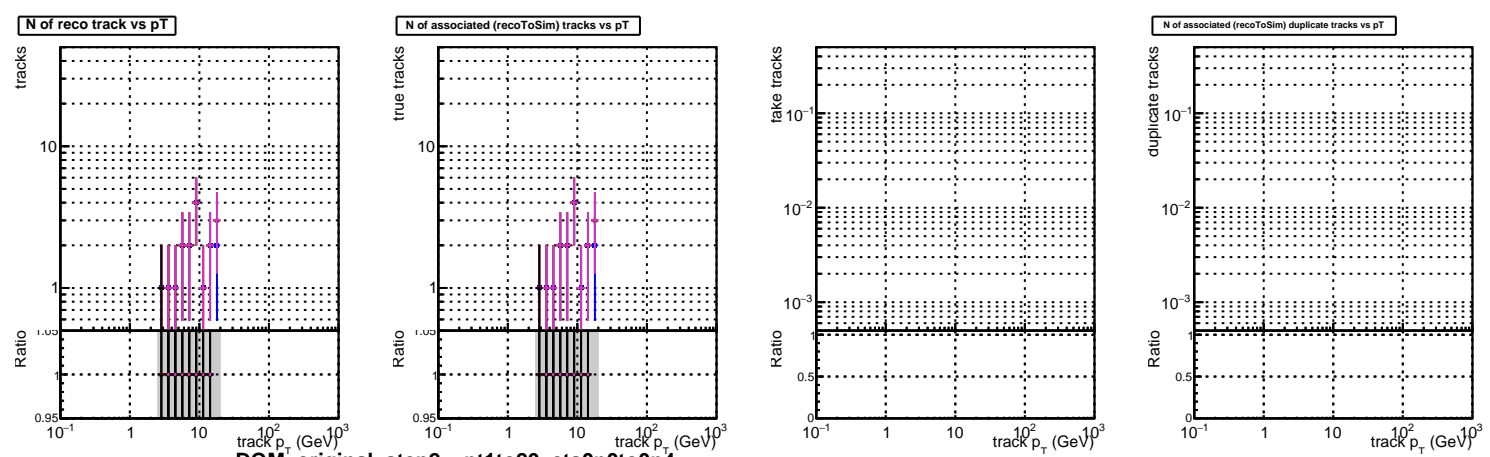 N of reco track vs pT
tracks
10
1
1.05
Ratio
1
0.95
10⁻¹ 1 10 10² 10³
track p_T (GeV)
N of associated (recoToSim) tracks vs pT
true tracks
10
1
1.05
Ratio
1
0.95
10⁻¹ 1 10 10² 10³
track p_T (GeV)
fake tracks
10⁻¹
10⁻²
10⁻³
Ratio
1
0.5
0
10⁻¹ 1 10 10² 10³
track p_T (GeV)
N of associated (recoToSim) duplicate tracks vs pT
duplicate tracks
10⁻¹
10⁻²
10⁻³
Ratio
1
0.5
0
10⁻¹ 1 10 10² 10³
track p_T (GeV)